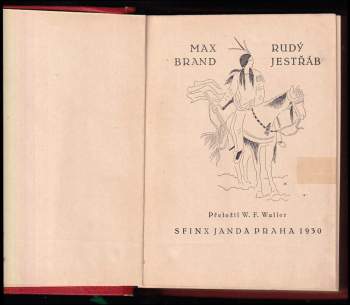 MAX RUDÝ
BRAND JESTŘÁB
Přeložil W. F. Waller
SFINX JANDA PRAHA 1930